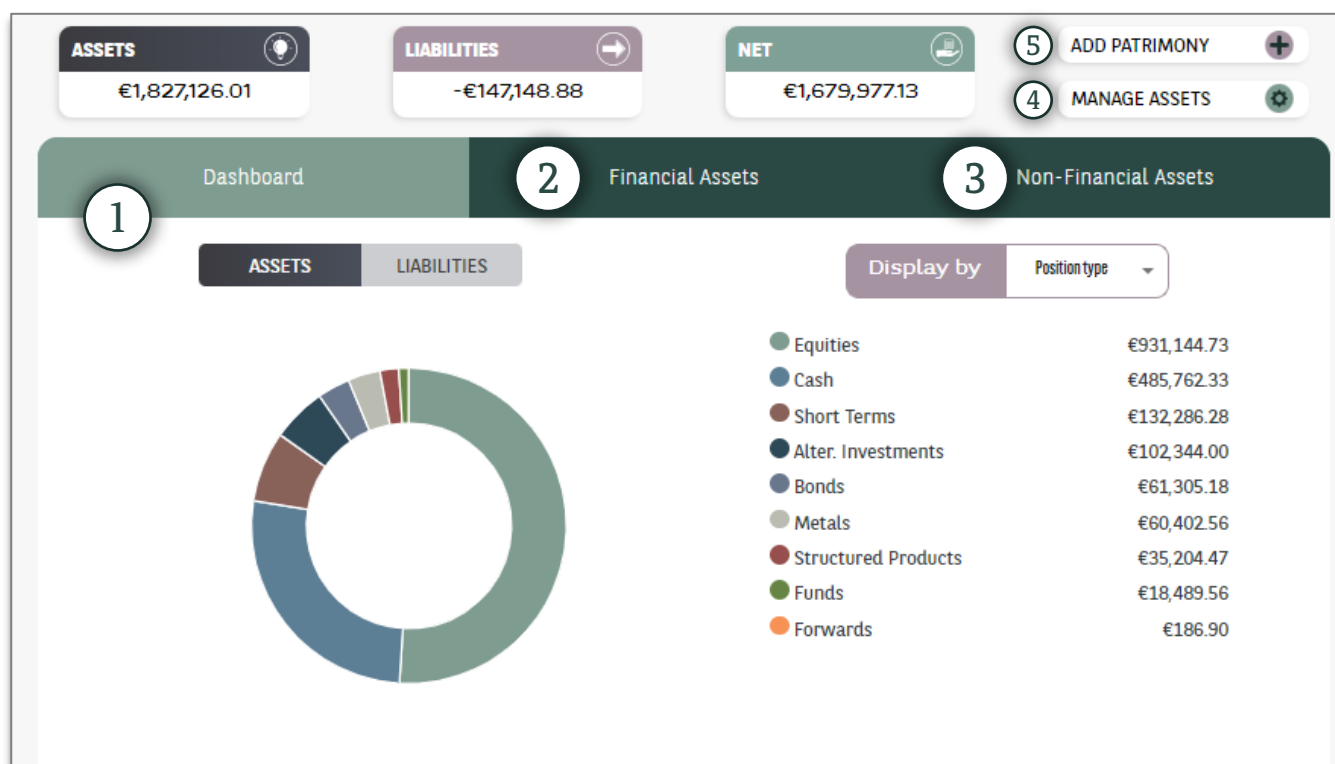 ASSETS
€1,827,126.01
LIABILITIES
-€147,148.88
NET
€1,679,977.13
5 ADD PATRIMONY
4 MANAGE ASSETS
1 Dashboard
2 Financial Assets
3 Non-Financial Assets
ASSETS LIABILITIES
Display by Position type
Equities €931,144.73
Cash €485,762.33
Short Terms €132,286.28
Alter. Investments €102,344.00
Bonds €61,305.18
Metals €60,402.56
Structured Products €35,204.47
Funds €18,489.56
Forwards €186.90